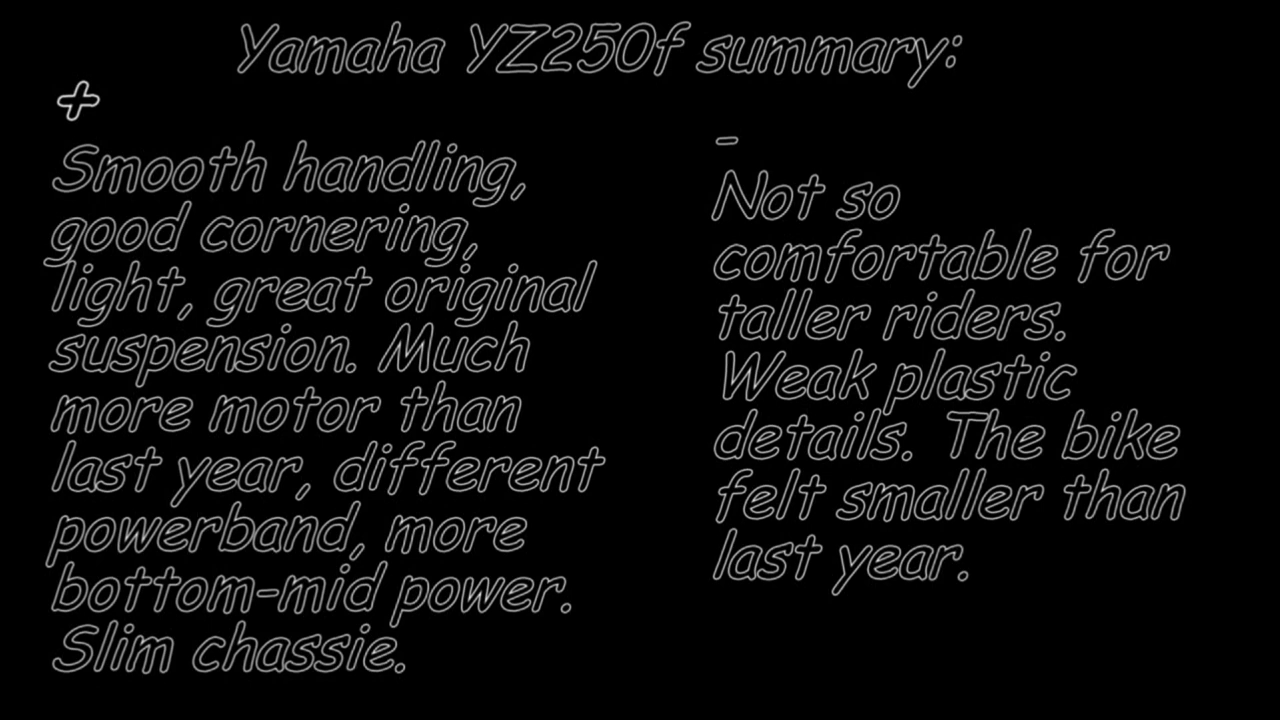 Yamaha YZ250f summary:
+
Smooth handling,
good cornering,
light, great original
suspension. Much
more motor than
last year, different
powerband, more
bottom-mid power.
Slim chassie.
-
Not so
comfortable for
taller riders.
Weak plastic
details. The bike
felt smaller than
last year.